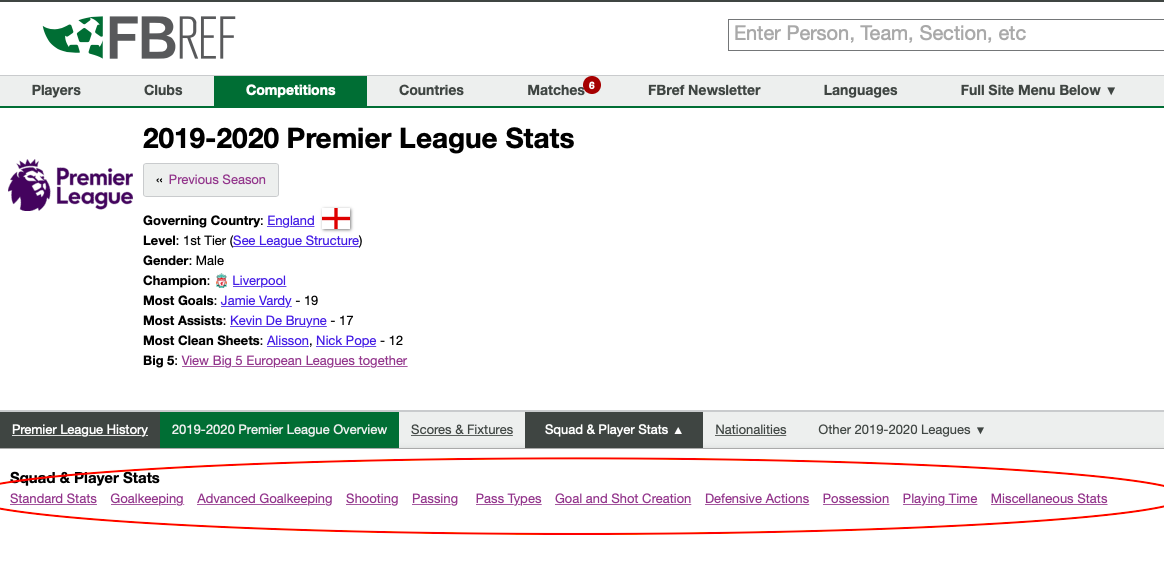 FBREF
Enter Person, Team, Section, etc
Players Clubs Competitions Countries Matches 6 FBref Newsletter Languages Full Site Menu Below ▼
2019-2020 Premier League Stats
Premier
League
« Previous Season
Governing Country: England
Level: 1st Tier (See League Structure)
Gender: Male
Champion: Liverpool
Most Goals: Jamie Vardy - 19
Most Assists: Kevin De Bruyne - 17
Most Clean Sheets: Alisson, Nick Pope - 12
Big 5: View Big 5 European Leagues together
Premier League History 2019-2020 Premier League Overview Scores & Fixtures Squad & Player Stats ▲ Nationalities Other 2019-2020 Leagues ▼
Squad & Player Stats
Standard Stats Goalkeeping Advanced Goalkeeping Shooting Passing Pass Types Goal and Shot Creation Defensive Actions Possession Playing Time Miscellaneous Stats